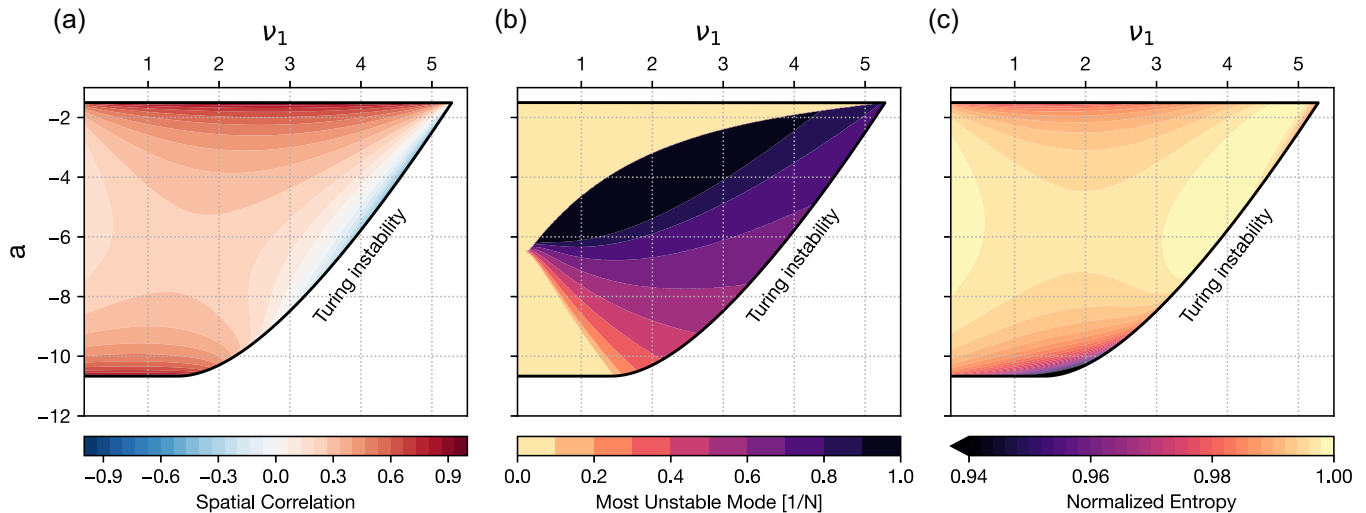 (a)
ν₁
1 2 3 4 5
a
−2
−4
−6
−8
−10
−12
Turing instability
−0.9 −0.6 −0.3 0.0 0.3 0.6 0.9
Spatial Correlation
(b)
ν₁
1 2 3 4 5
Turing instability
0.0 0.2 0.4 0.6 0.8 1.0
Most Unstable Mode [1/N]
(c)
ν₁
1 2 3 4 5
Turing instability
0.94 0.96 0.98 1.00
Normalized Entropy